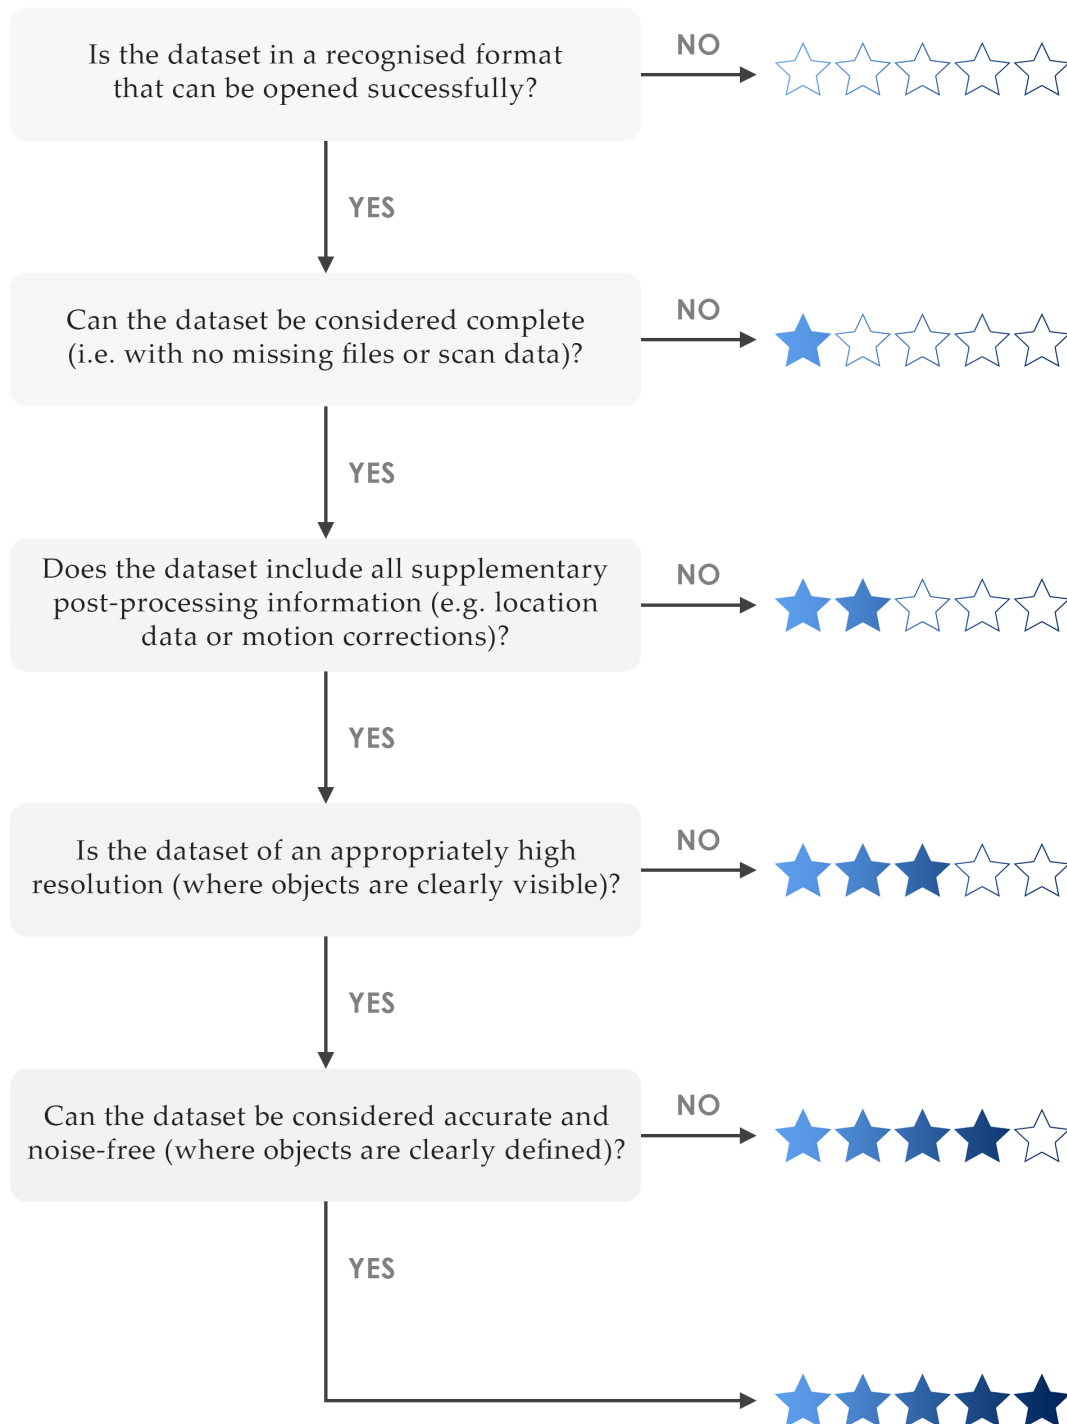 Is the dataset in a recognised format
that can be opened successfully?
NO
YES
Can the dataset be considered complete
(i.e. with no missing files or scan data)?
NO
YES
Does the dataset include all supplementary
post-processing information (e.g. location
data or motion corrections)?
NO
YES
Is the dataset of an appropriately high
resolution (where objects are clearly visible)?
NO
YES
Can the dataset be considered accurate and
noise-free (where objects are clearly defined)?
NO
YES